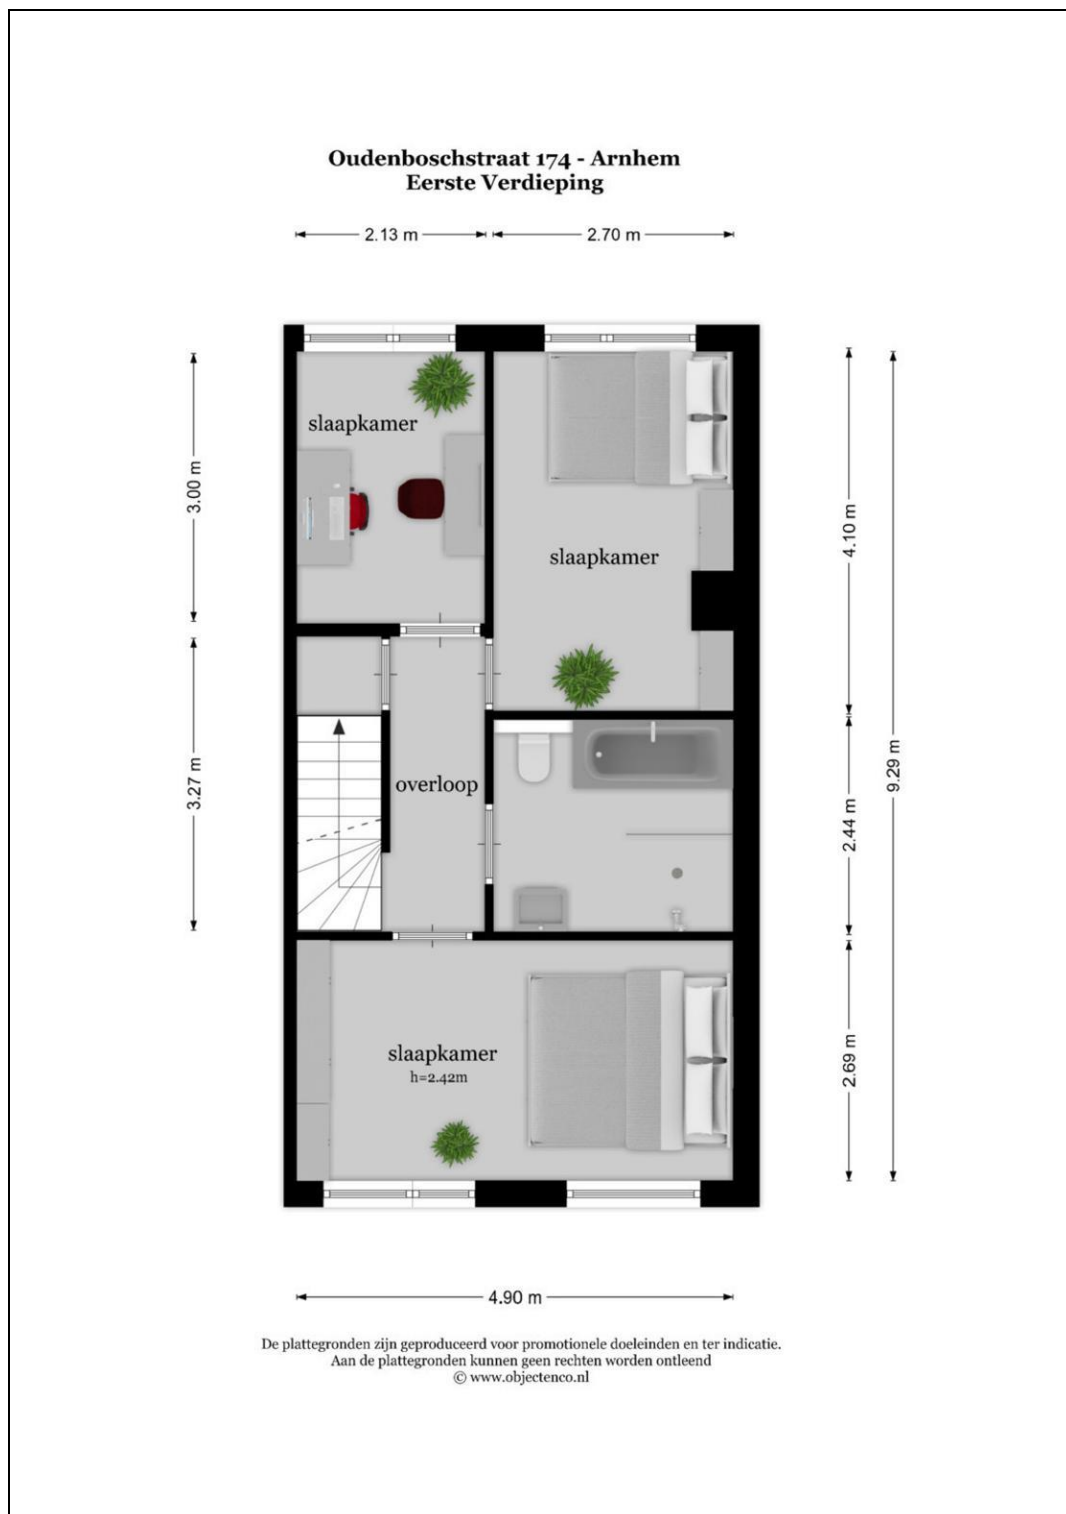 Oudenboschstraat 174 - Arnhem
Eerste Verdieping
2.13 m
2.70 m
slaapkamer
3.00 m
4.10 m
slaapkamer
9.29 m
3.27 m
overloop
2.44 m
slaapkamer
h=2.42m
2.69 m
4.90 m
De plattegronden zijn geproduceerd voor promotionele doeleinden en ter indicatie.
Aan de plattegronden kunnen geen rechten worden ontleend
© www.objectenco.nl